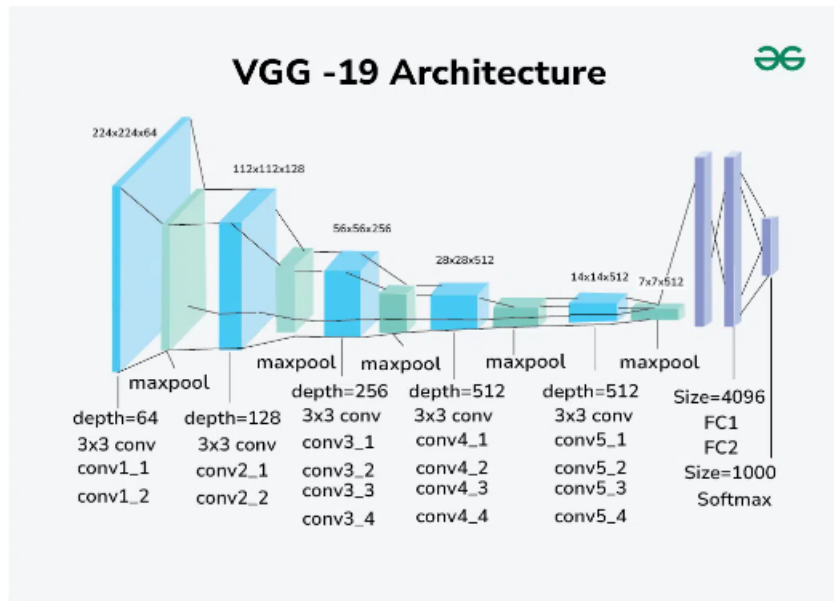 VGG -19 Architecture
224x224x64
112x112x128
56x56x256
28x28x512
14x14x512
7x7x512
maxpool
maxpool
maxpool
maxpool
maxpool
depth=64
3x3 conv
conv1_1
conv1_2
depth=128
3x3 conv
conv2_1
conv2_2
depth=256
3x3 conv
conv3_1
conv3_2
conv3_3
conv3_4
depth=512
3x3 conv
conv4_1
conv4_2
conv4_3
conv4_4
depth=512
3x3 conv
conv5_1
conv5_2
conv5_3
conv5_4
Size=4096
FC1
FC2
Size=1000
Softmax